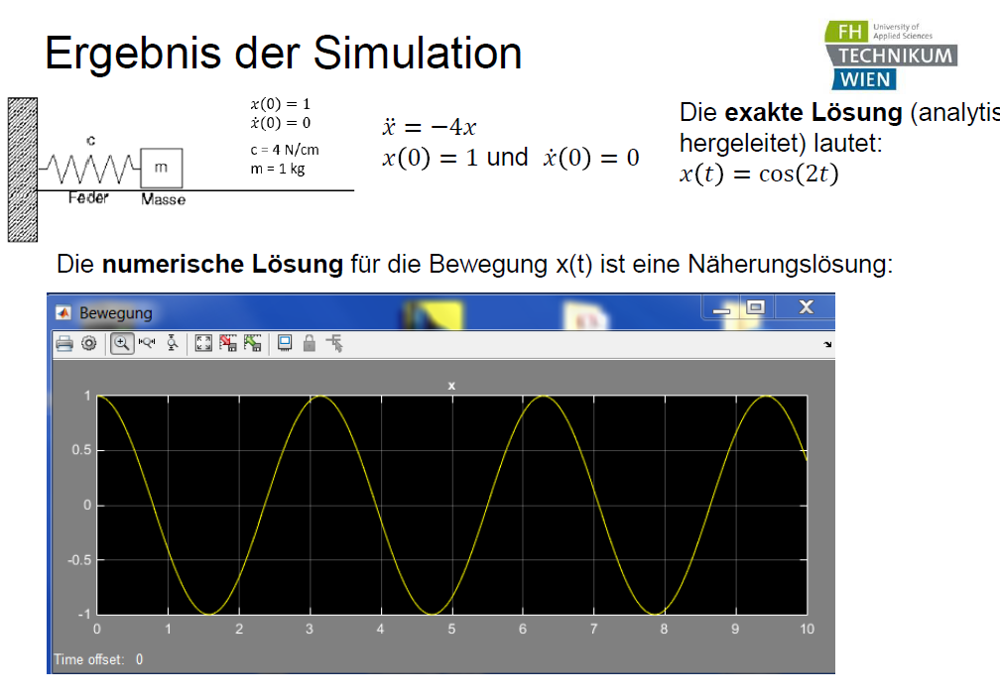 Ergebnis der Simulation
FH University of Applied Sciences
TECHNIKUM
WIEN
x(0) = 1
ẋ(0) = 0
c = 4 N/cm
m = 1 kg
c
m
Feder
Masse
ẍ = −4x
x(0) = 1 und ẋ(0) = 0
Die exakte Lösung (analytis
hergeleitet) lautet:
x(t) = cos(2t)
Die numerische Lösung für die Bewegung x(t) ist eine Näherungslösung:
Bewegung
x
1
0.5
0
-0.5
-1
0 1 2 3 4 5 6 7 8 9 10
Time offset: 0